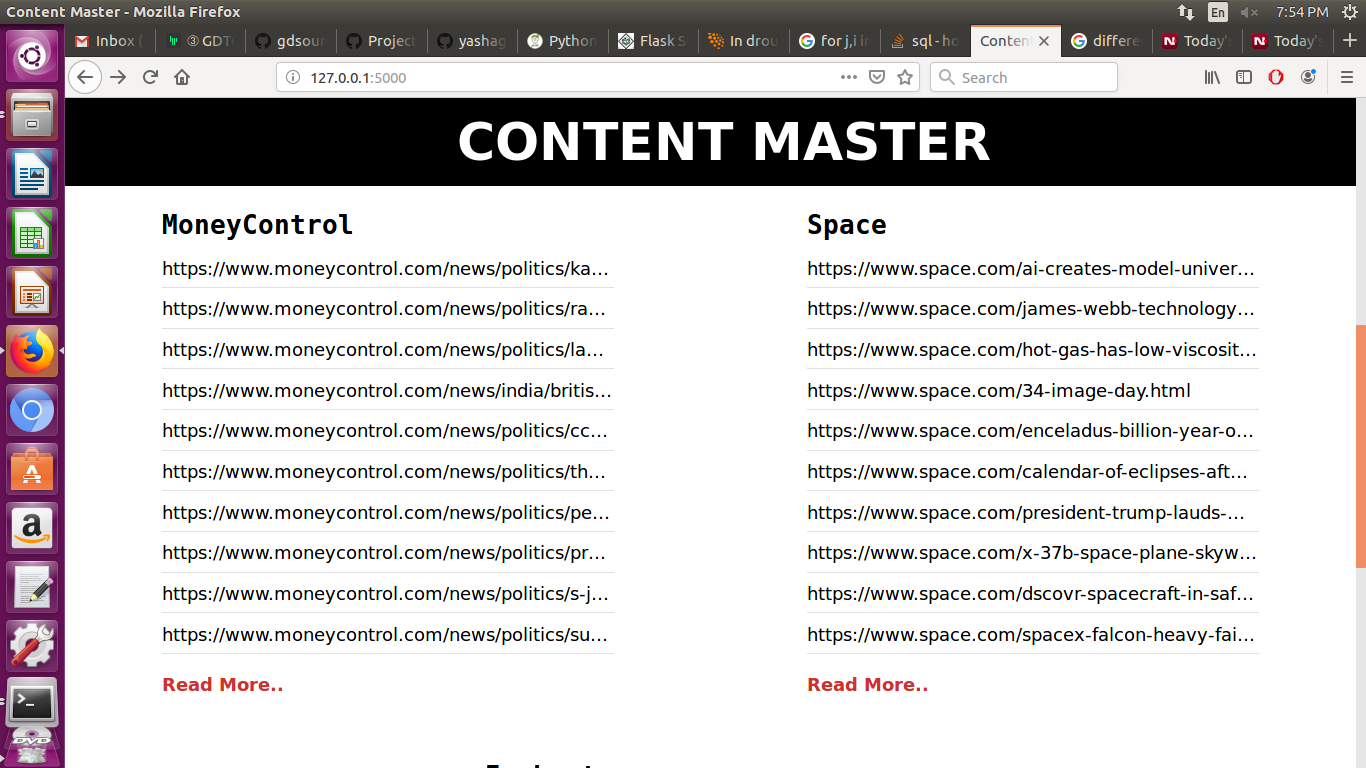 Content Master - Mozilla Firefox
En
7:54 PM
Inbox (
GDT
gdsour
Project
yashag
Python
Flask S
In drou
for j,i in
sql - ho
Content
differe
Today's
Today's
127.0.0.1:5000
Search
CONTENT MASTER
MoneyControl
https://www.moneycontrol.com/news/politics/ka...
https://www.moneycontrol.com/news/politics/ra...
https://www.moneycontrol.com/news/politics/la...
https://www.moneycontrol.com/news/india/britis...
https://www.moneycontrol.com/news/politics/cc...
https://www.moneycontrol.com/news/politics/th...
https://www.moneycontrol.com/news/politics/pe...
https://www.moneycontrol.com/news/politics/pr...
https://www.moneycontrol.com/news/politics/s-j...
https://www.moneycontrol.com/news/politics/su...
Read More..
Space
https://www.space.com/ai-creates-model-univer...
https://www.space.com/james-webb-technology...
https://www.space.com/hot-gas-has-low-viscosit...
https://www.space.com/34-image-day.html
https://www.space.com/enceladus-billion-year-o...
https://www.space.com/calendar-of-eclipses-aft...
https://www.space.com/president-trump-lauds-...
https://www.space.com/x-37b-space-plane-skyw...
https://www.space.com/dscovr-spacecraft-in-saf...
https://www.space.com/spacex-falcon-heavy-fai...
Read More..